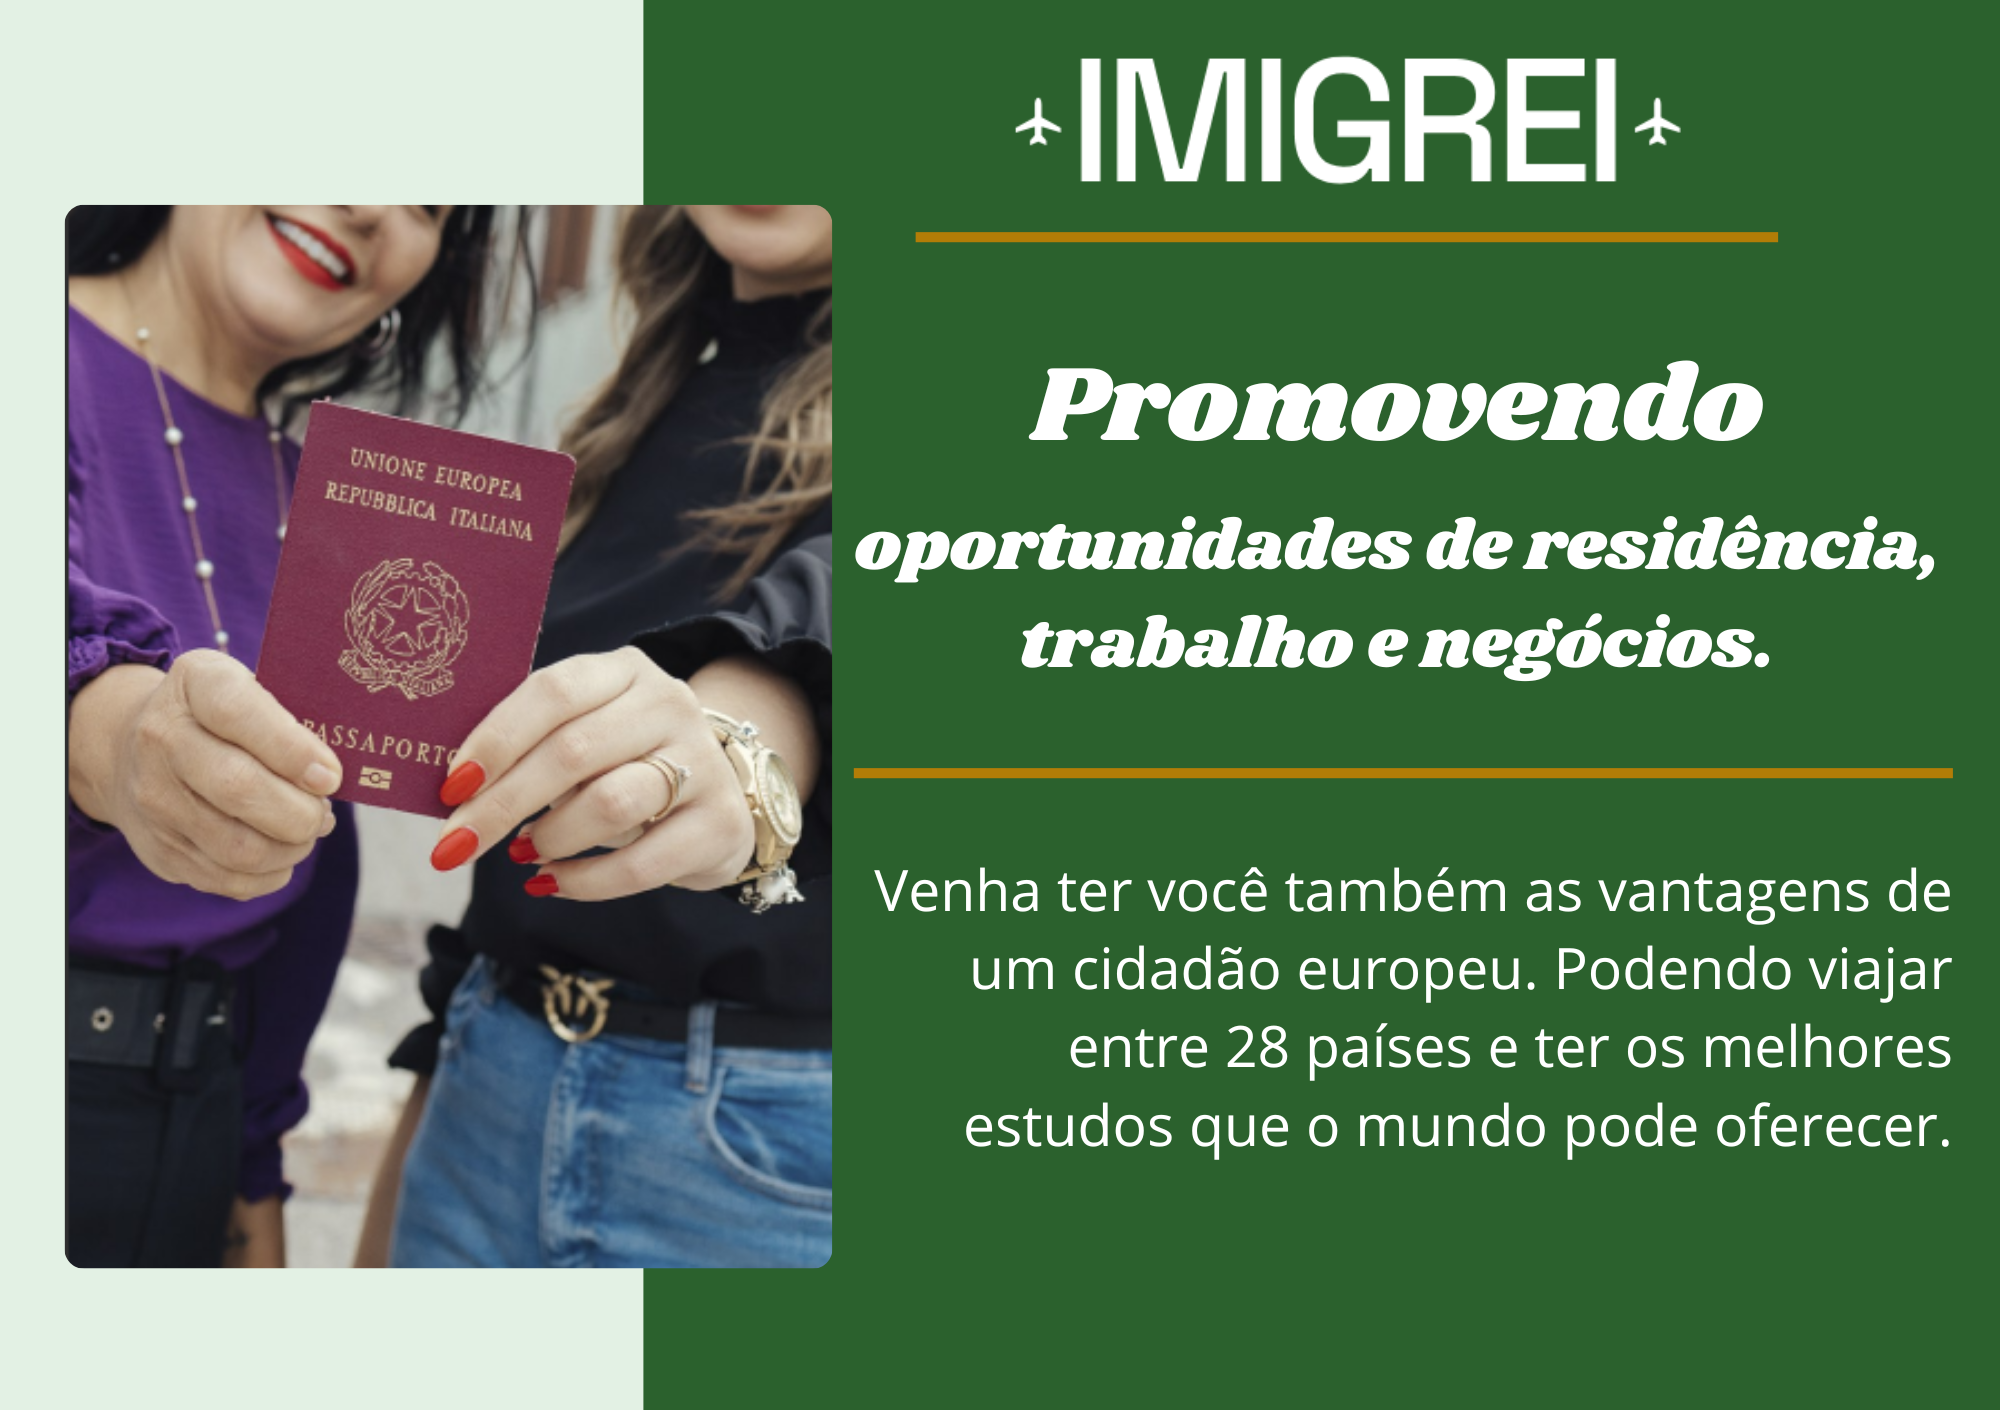 IMIGREI
Promovendo
oportunidades de residência,
trabalho e negócios.
Venha ter você também as vantagens de
um cidadão europeu. Podendo viajar
entre 28 países e ter os melhores
estudos que o mundo pode oferecer.
UNIONE EUROPEA
REPUBBLICA ITALIANA
PASSAPORTO